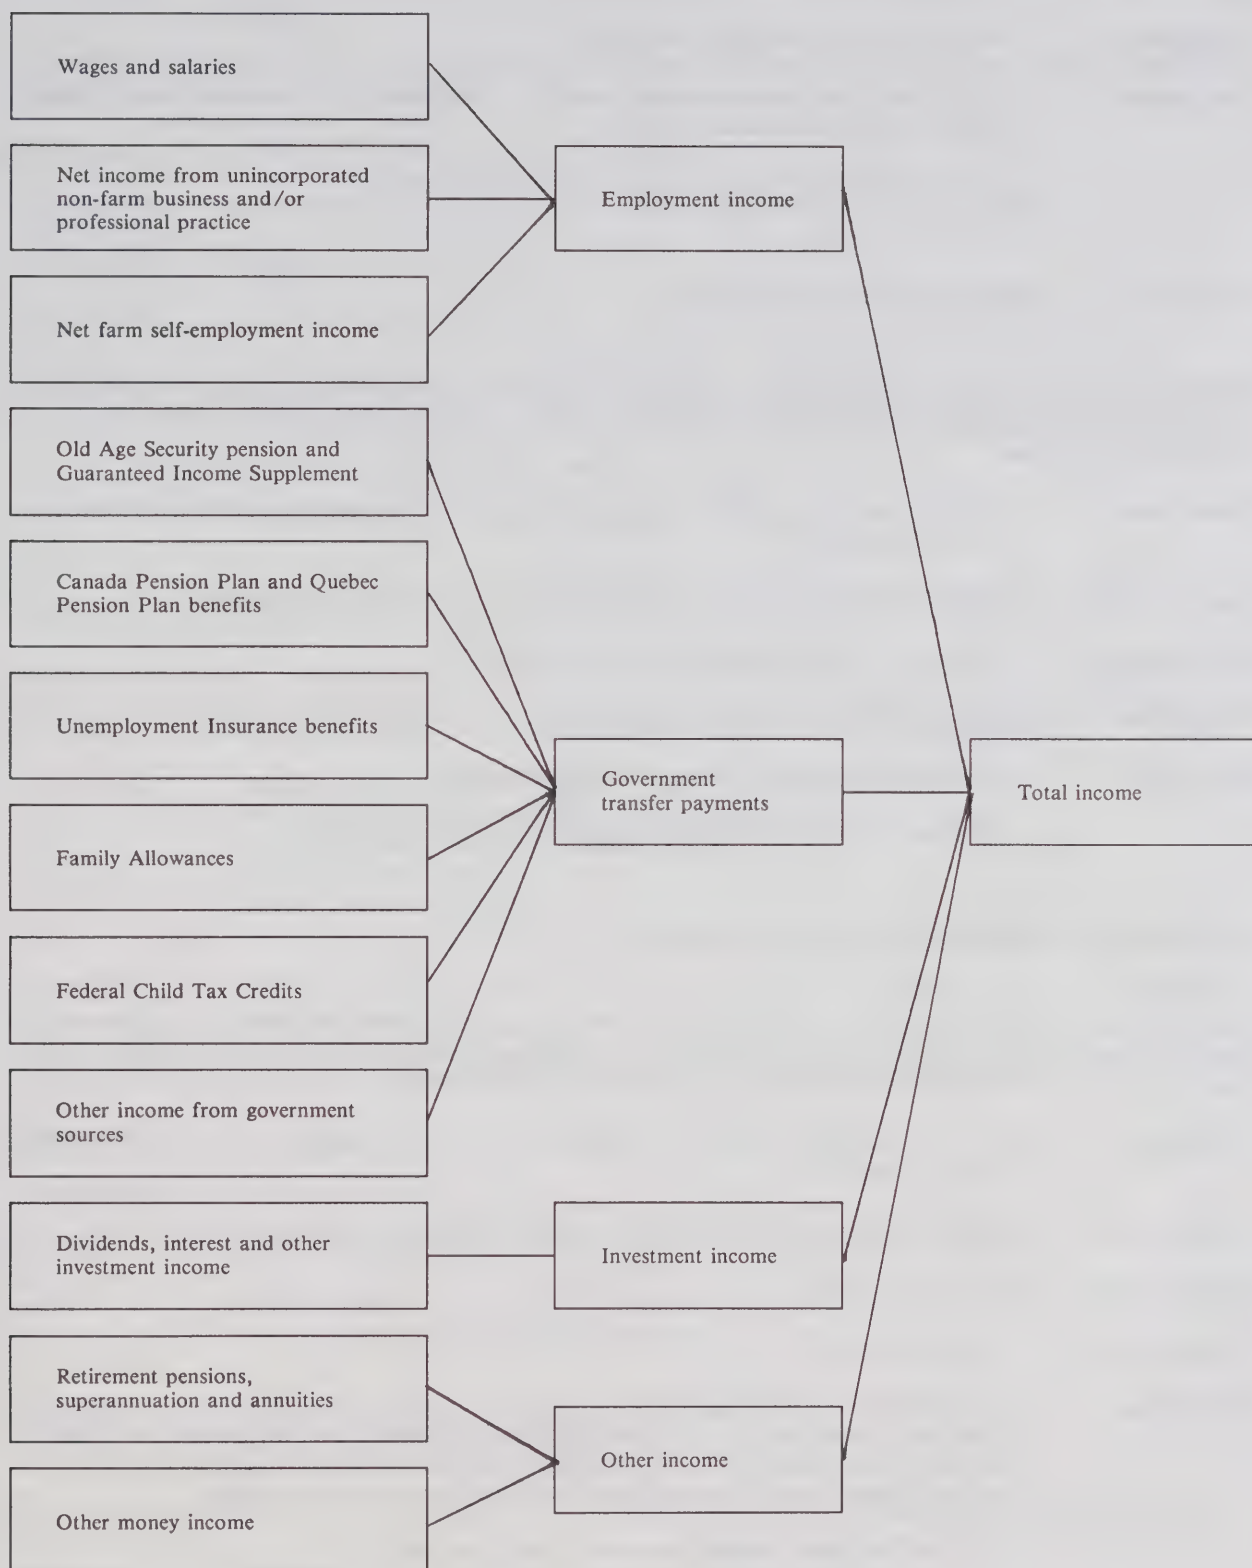 Wages and salaries
Net income from unincorporated
non-farm business and/or
professional practice
Employment income
Net farm self-employment income
Old Age Security pension and
Guaranteed Income Supplement
Canada Pension Plan and Quebec
Pension Plan benefits
Unemployment Insurance benefits
Government
transfer payments
Total income
Family Allowances
Federal Child Tax Credits
Other income from government
sources
Dividends, interest and other
investment income
Investment income
Retirement pensions,
superannuation and annuities
Other income
Other money income